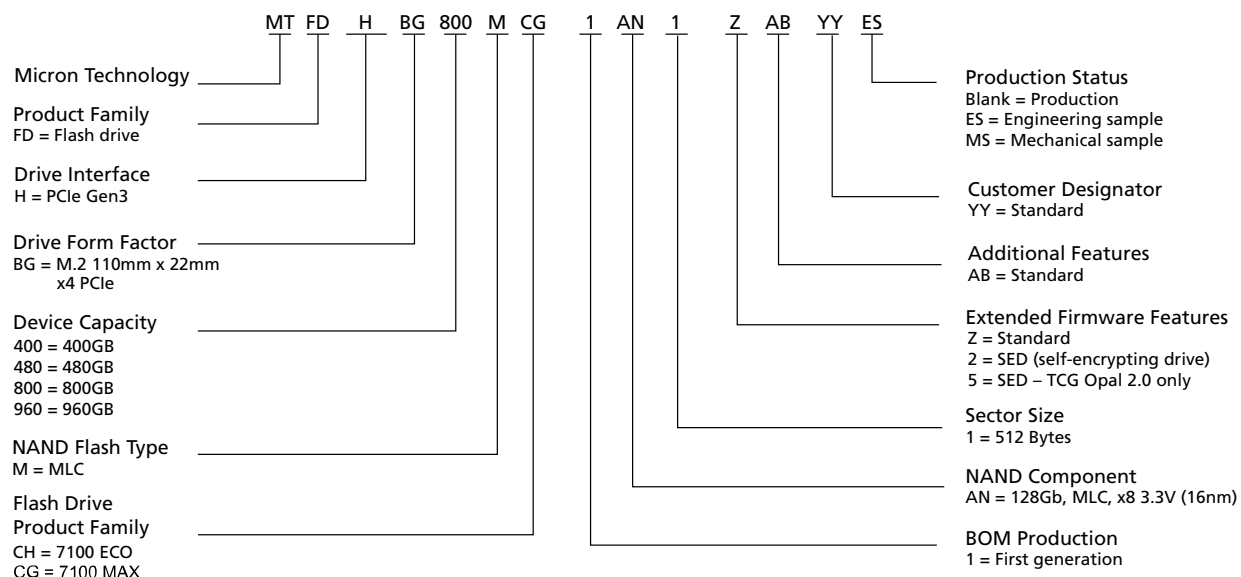 MT FD H BG 800 M CG 1 AN 1 Z AB YY ES
Micron Technology
Product Family
FD = Flash drive
Drive Interface
H = PCIe Gen3
Drive Form Factor
BG = M.2 110mm x 22mm
x4 PCIe
Device Capacity
400 = 400GB
480 = 480GB
800 = 800GB
960 = 960GB
NAND Flash Type
M = MLC
Flash Drive
Product Family
CH = 7100 ECO
CG = 7100 MAX
Production Status
Blank = Production
ES = Engineering sample
MS = Mechanical sample
Customer Designator
YY = Standard
Additional Features
AB = Standard
Extended Firmware Features
Z = Standard
2 = SED (self-encrypting drive)
5 = SED – TCG Opal 2.0 only
Sector Size
1 = 512 Bytes
NAND Component
AN = 128Gb, MLC, x8 3.3V (16nm)
BOM Production
1 = First generation